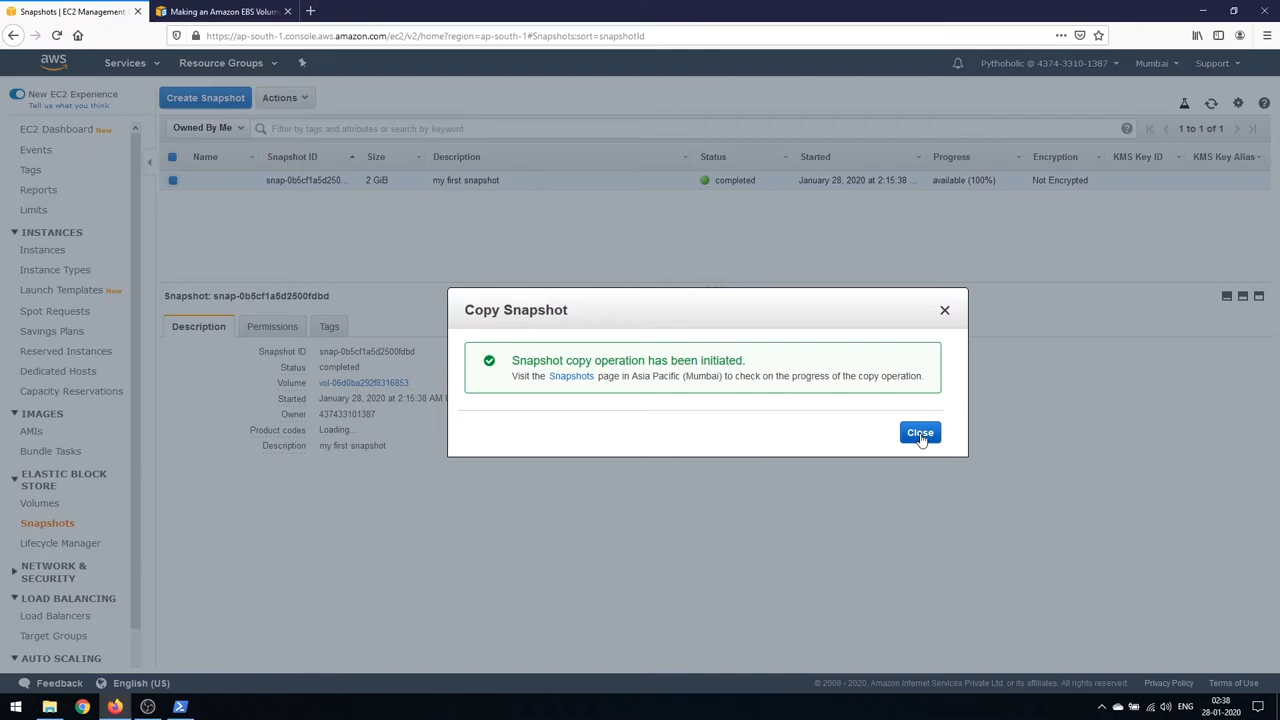 Snapshots | EC2 Management
Making an Amazon EBS Volum
https://ap-south-1.console.aws.amazon.com/ec2/v2/home?region=ap-south-1#Snapshots:sort=snapshotId
aws
Services
Resource Groups
Pythoholic @ 4374-3310-1387
Mumbai
Support
New EC2 Experience
Tell us what you think
EC2 Dashboard New
Events
Tags
Reports
Limits
INSTANCES
Instances
Instance Types
Launch Templates New
Spot Requests
Savings Plans
Reserved Instances
Dedicated Hosts
Capacity Reservations
IMAGES
AMIs
Bundle Tasks
ELASTIC BLOCK
STORE
Volumes
Snapshots
Lifecycle Manager
NETWORK &
SECURITY
LOAD BALANCING
Load Balancers
Target Groups
AUTO SCALING
Create Snapshot
Actions
Owned By Me
Filter by tags and attributes or search by keyword
1 to 1 of 1
Name Snapshot ID Size Description Status Started Progress Encryption KMS Key ID KMS Key Alias
snap-0b5cf1a5d250... 2 GiB my first snapshot completed January 28, 2020 at 2:15:38 ... available (100%) Not Encrypted
Snapshot: snap-0b5cf1a5d2500fdbd
Description
Permissions
Tags
Snapshot ID snap-0b5cf1a5d2500fdbd
Status completed
Volume vol-06d0ba292f8316853
Started January 28, 2020 at 2:15:38 AM
Owner 437433101387
Product codes Loading...
Description my first snapshot
Copy Snapshot
Snapshot copy operation has been initiated.
Visit the Snapshots page in Asia Pacific (Mumbai) to check on the progress of the copy operation.
Close
Feedback
English (US)
© 2008 - 2020, Amazon Internet Services Private Ltd. or its affiliates. All rights reserved.
Privacy Policy
Terms of Use
ENG
02:38
28-01-2020